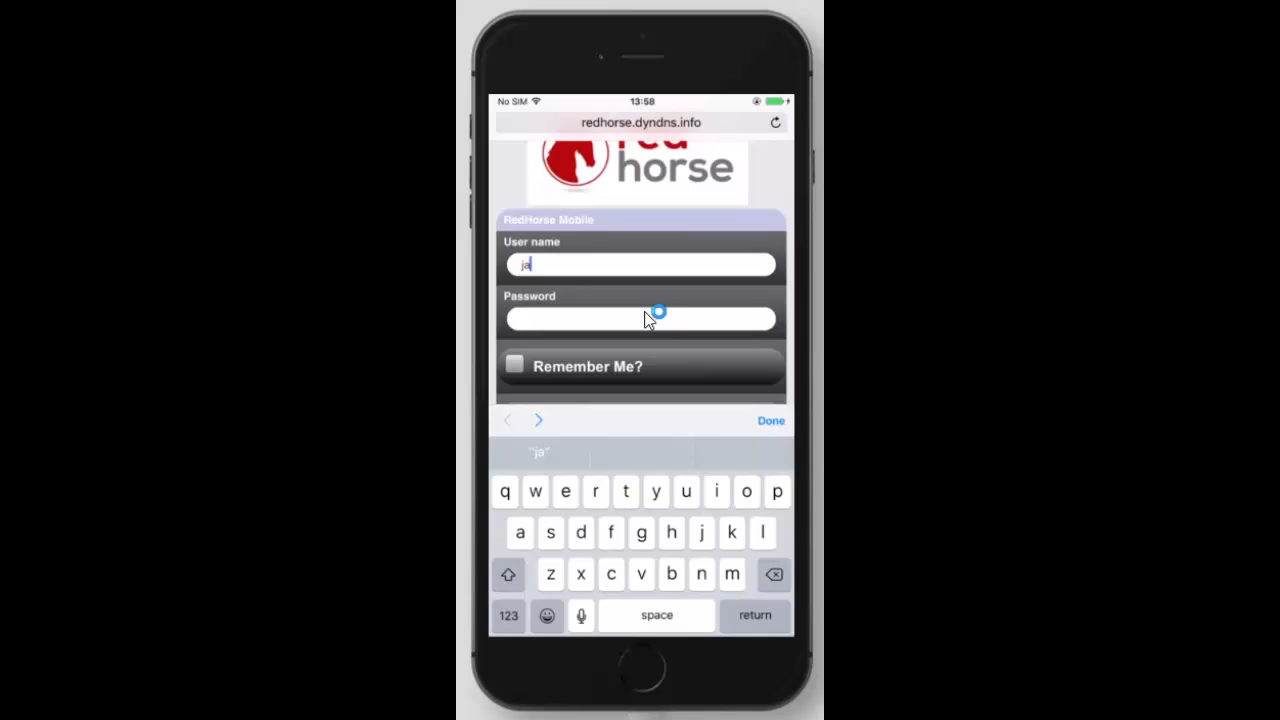 No SIM 13:58
redhorse.dyndns.info
red
horse
RedHorse Mobile
User name
ja
Password
Remember Me?
Done
"ja"
q w e r t y u i o p
a s d f g h j k l
z x c v b n m
123 space return